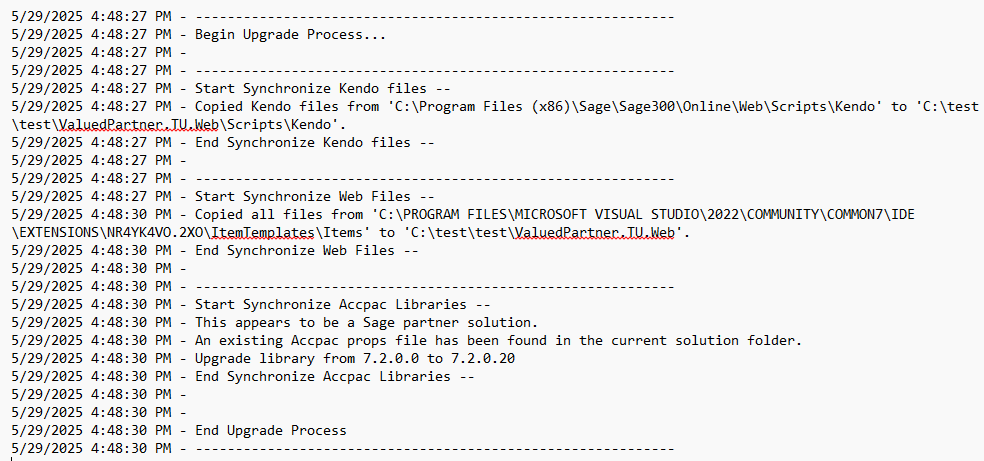 5/29/2025 4:48:27 PM - ------------------------------------------------------------
5/29/2025 4:48:27 PM - Begin Upgrade Process...
5/29/2025 4:48:27 PM -
5/29/2025 4:48:27 PM - ------------------------------------------------------------
5/29/2025 4:48:27 PM - Start Synchronize Kendo files --
5/29/2025 4:48:27 PM - Copied Kendo files from 'C:\Program Files (x86)\Sage\Sage300\Online\Web\Scripts\Kendo' to 'C:\test
\test\ValuedPartner.TU.Web\Scripts\Kendo'.
5/29/2025 4:48:27 PM - End Synchronize Kendo files --
5/29/2025 4:48:27 PM -
5/29/2025 4:48:27 PM - ------------------------------------------------------------
5/29/2025 4:48:27 PM - Start Synchronize Web Files --
5/29/2025 4:48:30 PM - Copied all files from 'C:\PROGRAM FILES\MICROSOFT VISUAL STUDIO\2022\COMMUNITY\COMMON7\IDE
\EXTENSIONS\NR4YK4VO.2XO\ItemTemplates\Items' to 'C:\test\test\ValuedPartner.TU.Web'.
5/29/2025 4:48:30 PM - End Synchronize Web Files --
5/29/2025 4:48:30 PM -
5/29/2025 4:48:30 PM - ------------------------------------------------------------
5/29/2025 4:48:30 PM - Start Synchronize Accpac Libraries --
5/29/2025 4:48:30 PM - This appears to be a Sage partner solution.
5/29/2025 4:48:30 PM - An existing Accpac props file has been found in the current solution folder.
5/29/2025 4:48:30 PM - Upgrade library from 7.2.0.0 to 7.2.0.20
5/29/2025 4:48:30 PM - End Synchronize Accpac Libraries --
5/29/2025 4:48:30 PM -
5/29/2025 4:48:30 PM -
5/29/2025 4:48:30 PM - End Upgrade Process
5/29/2025 4:48:30 PM - ------------------------------------------------------------